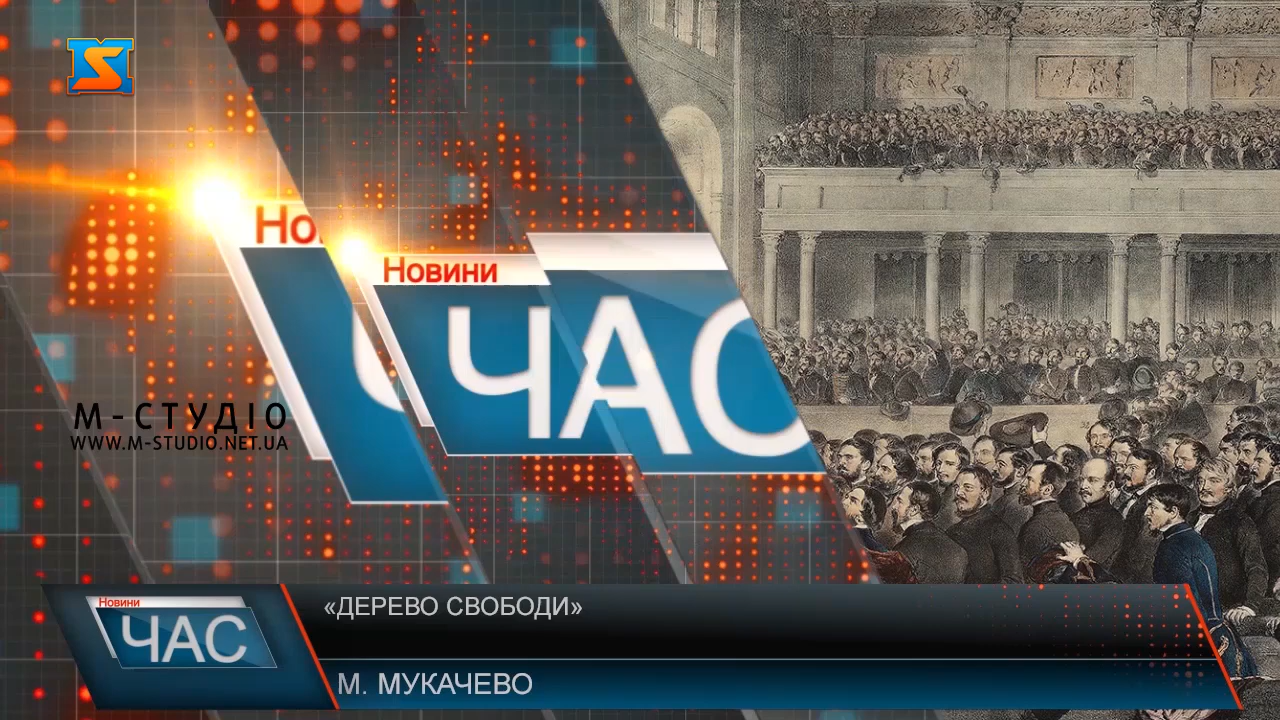 Но
Новини
ЧАС
М-СТУДІО
WWW.M-STUDIO.NET.UA
Новини
ЧАС
«ДЕРЕВО СВОБОДИ»
М. МУКАЧЕВО